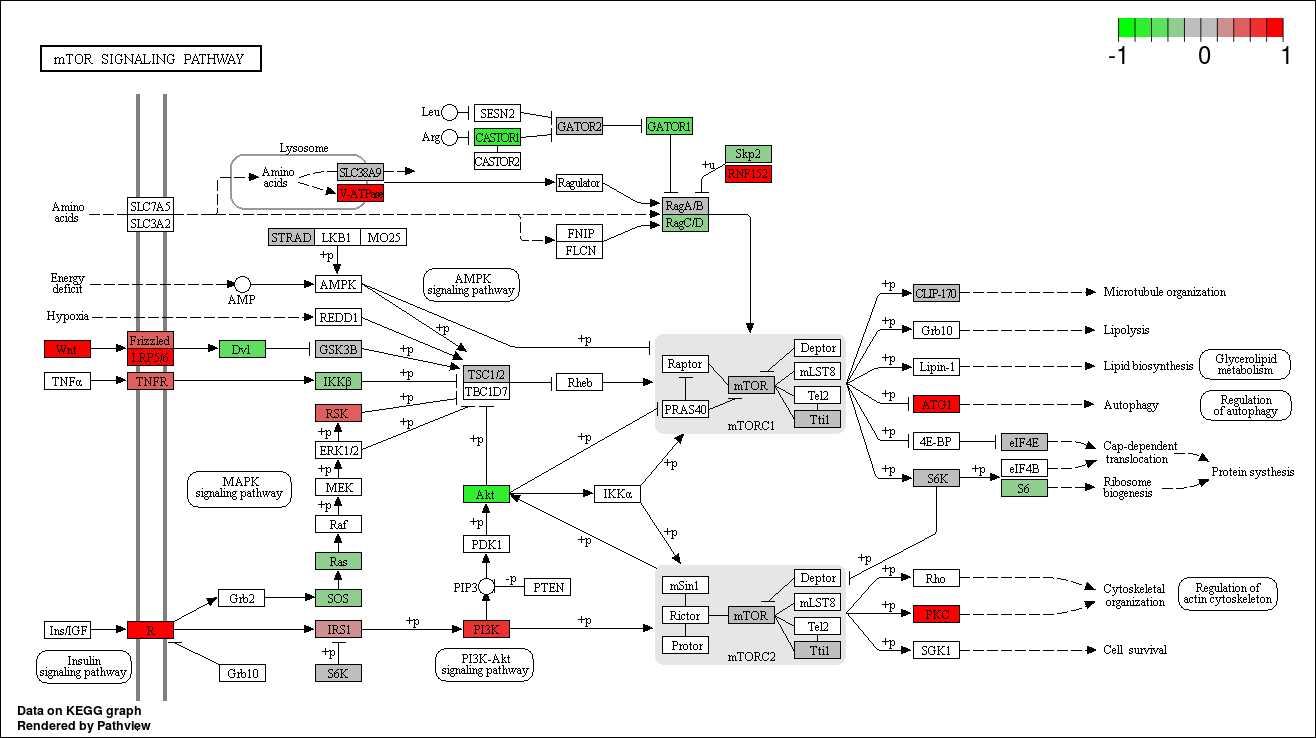 -1 0 1
mTOR SIGNALING PATHWAY
Leu
SESN2
GATOR2
GATOR1
Arg
CASTOR1
CASTOR2
Skp2
+u
RNF152
Lysosome
Amino
acids
SLC38A9
V-ATPase
Ragulator
RagA/B
RagC/D
Amino
acids
SLC7A5
SLC3A2
FNIP
FLCN
STRAD
LKB1
MO25
+p
Energy
deficit
AMP
AMPK
AMPK
signaling pathway
Hypoxia
REDD1
+p
Wnt
Frizzled
LRP5/6
Dvl
GSK3B
+p
TNFα
TNFR
IKKβ
+p
TSC1/2
TBC1D7
Rheb
RSK
+p
+p
ERK1/2
+p
+p
MEK
+p
Raf
Ras
SOS
MAPK
signaling pathway
+p
Akt
+p
+p
IKKα
+p
+p
+p
PDK1
PIP3
-p
PTEN
Ins/IGF
R
Grb2
Grb10
IRS1
+p
S6K
+p
PI3K
+p
Insulin
signaling pathway
PI3K-Akt
signaling pathway
Raptor
Deptor
mTOR
mLST8
Tel2
PRAS40
Tti1
mTORC1
mSin1
Deptor
Rictor
mTOR
mLST8
Tel2
Protor
Tti1
mTORC2
+p
CLIP-170
Microtubule organization
+p
Grb10
Lipolysis
+p
Lipin-1
Lipid biosynthesis
Glycerolipid
metabolism
+p
ATG1
Autophagy
Regulation
of autophagy
+p
4E-BP
eIF4E
Cap-dependent
translocation
+p
S6K
+p
eIF4B
S6
Ribosome
biogenesis
Protein systhesis
+p
+p
Rho
Cytoskeletal
organization
Regulation of
actin cytoskeleton
+p
PKC
+p
SGK1
Cell survival
Data on KEGG graph
Rendered by Pathview